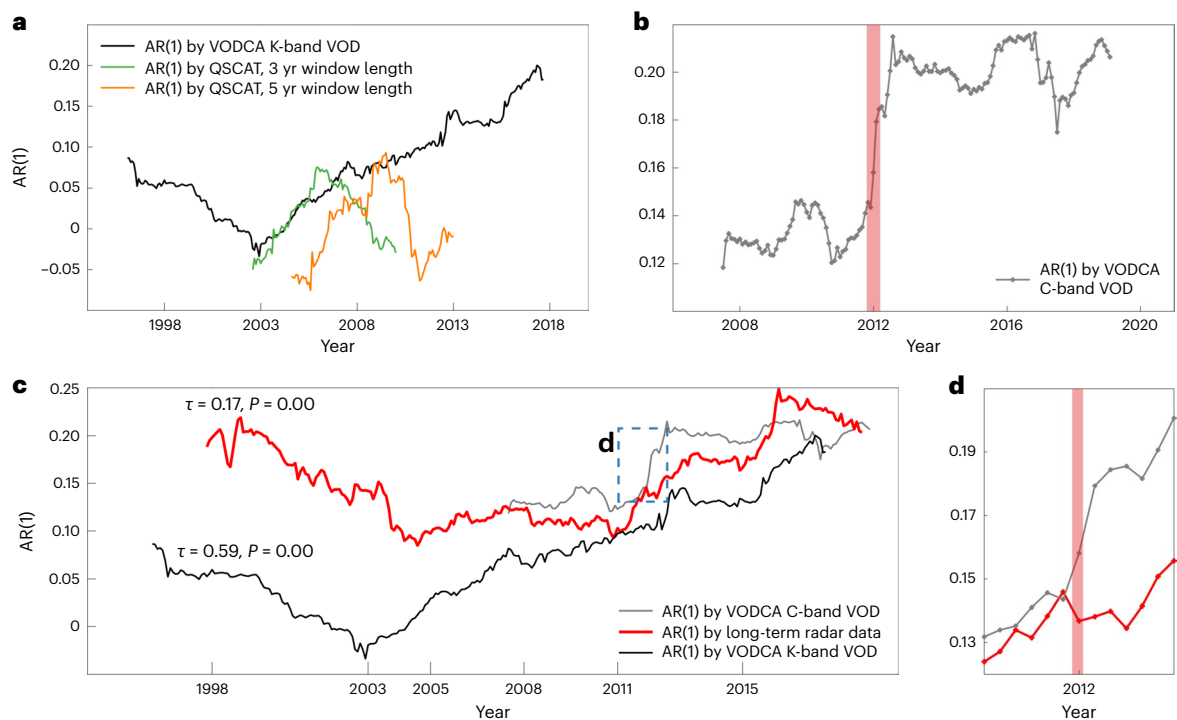 a
AR(1) by VODCA K-band VOD
AR(1) by QSCAT, 3 yr window length
AR(1) by QSCAT, 5 yr window length
0.20
0.15
0.10
0.05
0
−0.05
AR(1)
1998 2003 2008 2013 2018
Year
b
0.20
0.18
0.16
0.14
0.12
AR(1) by VODCA
C-band VOD
2008 2012 2016 2020
Year
c
τ = 0.17, P = 0.00
τ = 0.59, P = 0.00
d
0.25
0.20
0.15
0.10
0.05
0
AR(1)
AR(1) by VODCA C-band VOD
AR(1) by long-term radar data
AR(1) by VODCA K-band VOD
1998 2003 2005 2008 2011 2015
Year
d
0.19
0.17
0.15
0.13
2012
Year